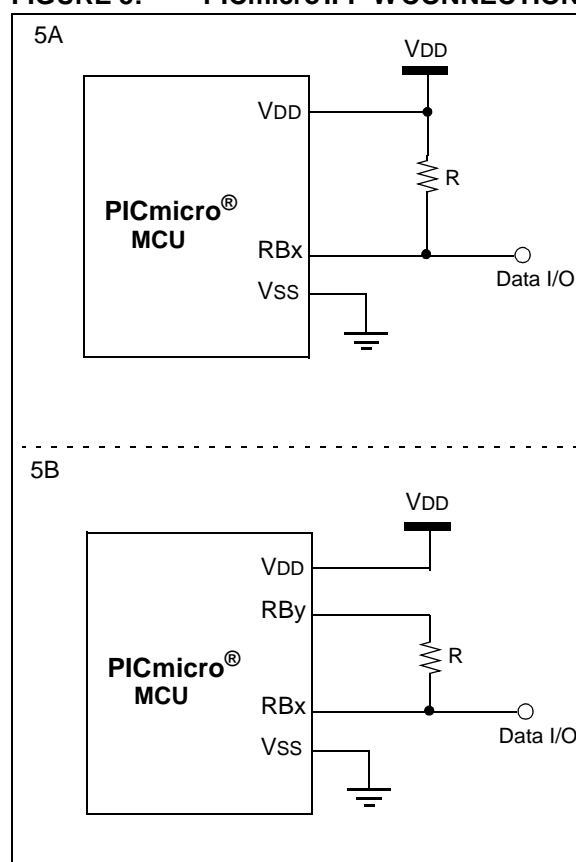 5A
VDD
VDD
R
PICmicro®
MCU
RBx
Data I/O
VSS
5B
VDD
VDD
RBy
R
PICmicro®
MCU
RBx
Data I/O
VSS